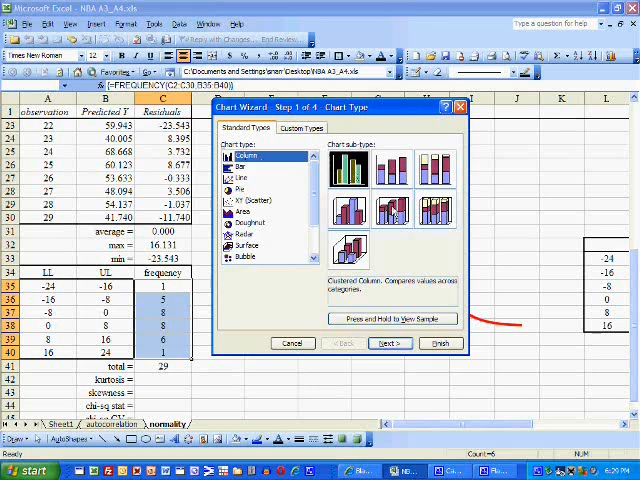 Microsoft Excel - NBA A3_A4.xls
File Edit View Insert Format Tools Data Window Help
Type a question for help
Reply with Changes... End Review...
Times New Roman 12
Favorites Go C:\Documents and Settings\smarr\Desktop\NBA A3_A4.xls
fx {=FREQUENCY(C2:C30,B35:B40)}
A B C J K L
1 observation Predicted Y Residuals
23 22 59.943 -23.543
24 23 40.005 8.395
25 24 68.668 3.732
26 25 60.123 8.677
27 26 53.633 -0.333
28 27 48.094 3.506
29 28 54.137 -1.037
30 29 41.740 -11.740
31 average = 0.000
32 max = 16.131
33 min = -23.543
34 LL UL frequency
35 -24 -16 1
36 -16 -8 5
37 -8 0 8
38 0 8 8
39 8 16 6
40 16 24 1
41 total = 29
42 kurtosis =
43 skewness =
44 chi-sq stat =
-24
-16
-8
0
8
16
Chart Wizard - Step 1 of 4 - Chart Type
Standard Types Custom Types
Chart type:
Column
Bar
Line
Pie
XY (Scatter)
Area
Doughnut
Radar
Surface
Bubble
Chart sub-type:
Clustered Column. Compares values across
categories.
Press and Hold to View Sample
Cancel < Back Next > Finish
Sheet1 autocorrelation normality
Draw AutoShapes
Ready Count=6 NUM
start Bla... NB... Ca... Fla... 6:29 PM